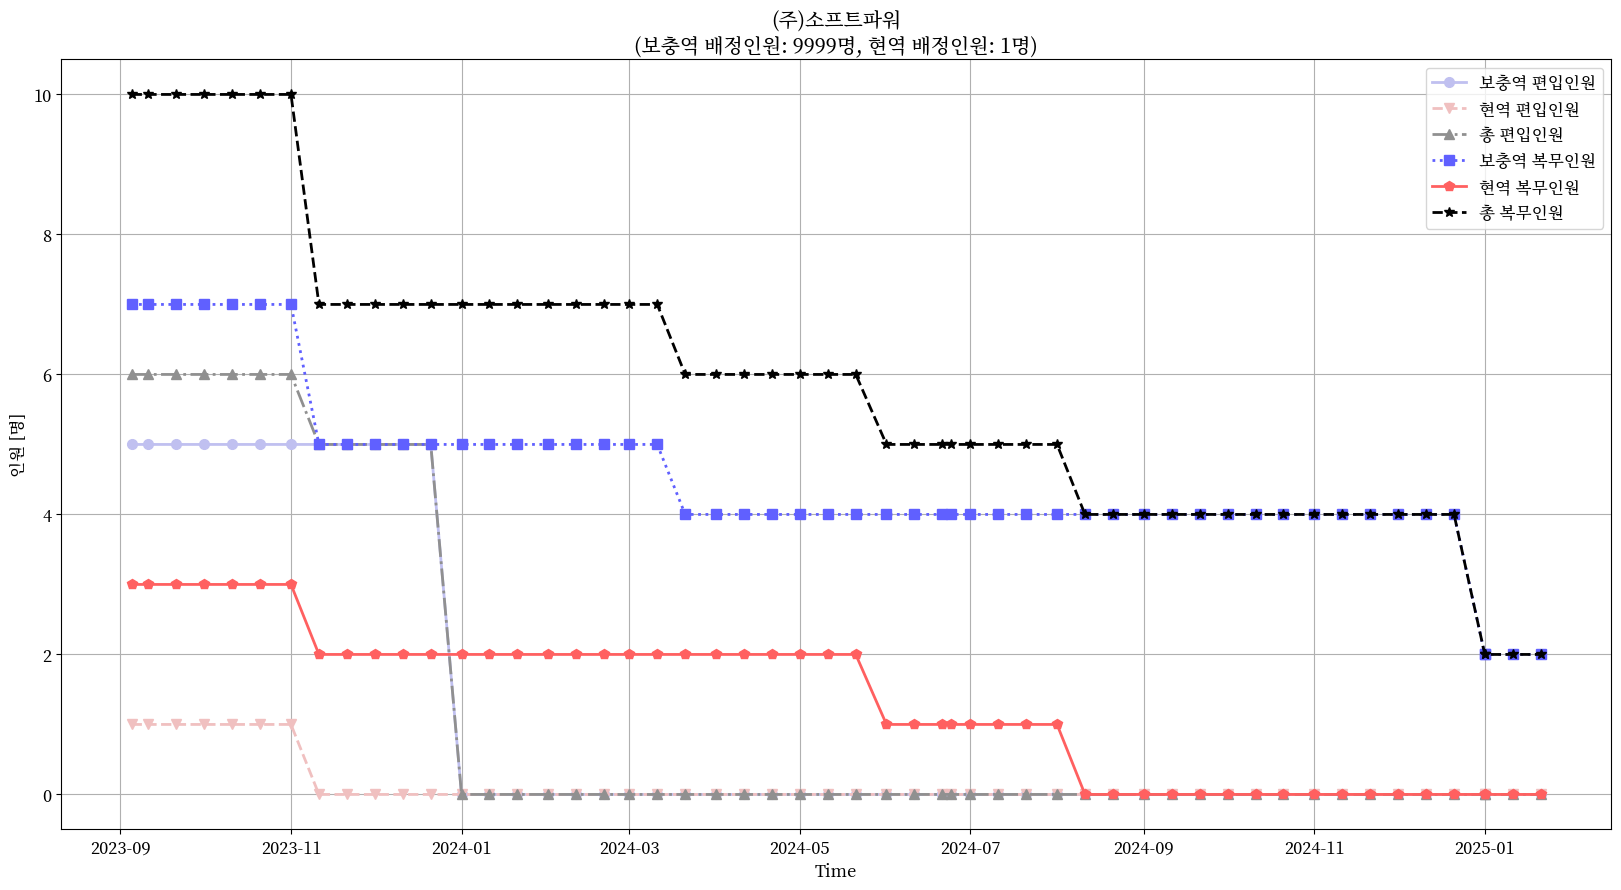 (주)소프트파워
(보충역 배정인원: 9999명, 현역 배정인원: 1명)
보충역 편입인원
현역 편입인원
총 편입인원
보충역 복무인원
현역 복무인원
총 복무인원
인원 [명]
10
8
6
4
2
0
2023-09
2023-11
2024-01
2024-03
2024-05
2024-07
2024-09
2024-11
2025-01
Time